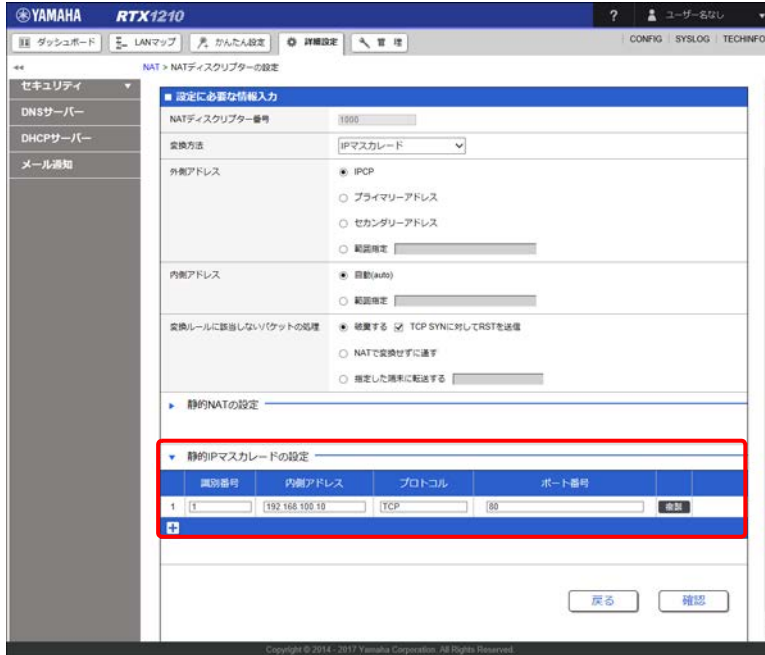 YAMAHA RTX1210 ? ユーザー名なし
ダッシュボード LANマップ かんたん設定 詳細設定 管理 CONFIG SYSLOG TECHINFO
NAT > NATディスクリプターの設定
セキュリティ
DNSサーバー
DHCPサーバー
メール通知
■ 設定に必要な情報入力
NATディスクリプター番号 1000
変換方法 IPマスカレード
外側アドレス IPCP
プライマリーアドレス
セカンダリーアドレス
範囲指定
内側アドレス 自動(auto)
範囲指定
変換ルールに該当しないパケットの処理 破棄する TCP SYNに対してRSTを送信
NATで変換せずに通す
指定した端末に転送する
静的NATの設定
静的IPマスカレードの設定
識別番号 内側アドレス プロトコル ポート番号
1 1 192.168.100.10 TCP 80 複製
戻る 確認
Copyright © 2014 - 2017 Yamaha Corporation. All Rights Reserved.